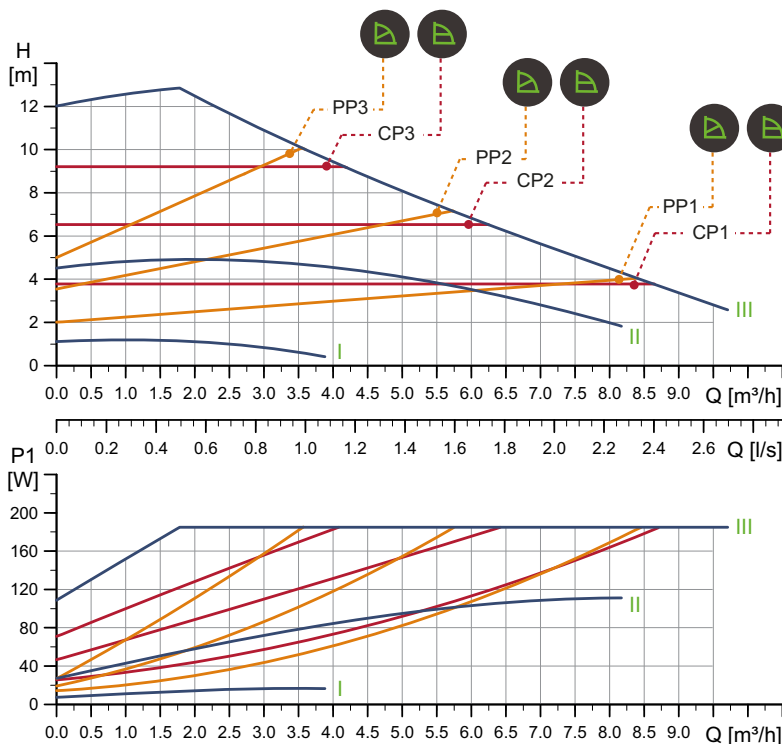 H
[m]
12
10
8
6
4
2
0
PP3
CP3
PP2
CP2
PP1
CP1
III
II
I
0.0 0.5 1.0 1.5 2.0 2.5 3.0 3.5 4.0 4.5 5.0 5.5 6.0 6.5 7.0 7.5 8.0 8.5 9.0 Q [m³/h]
0.0 0.2 0.4 0.6 0.8 1.0 1.2 1.4 1.6 1.8 2.0 2.2 2.4 2.6 Q [l/s]
P1
[W]
200
160
120
80
40
0
III
II
I
0.0 0.5 1.0 1.5 2.0 2.5 3.0 3.5 4.0 4.5 5.0 5.5 6.0 6.5 7.0 7.5 8.0 8.5 9.0 Q [m³/h]